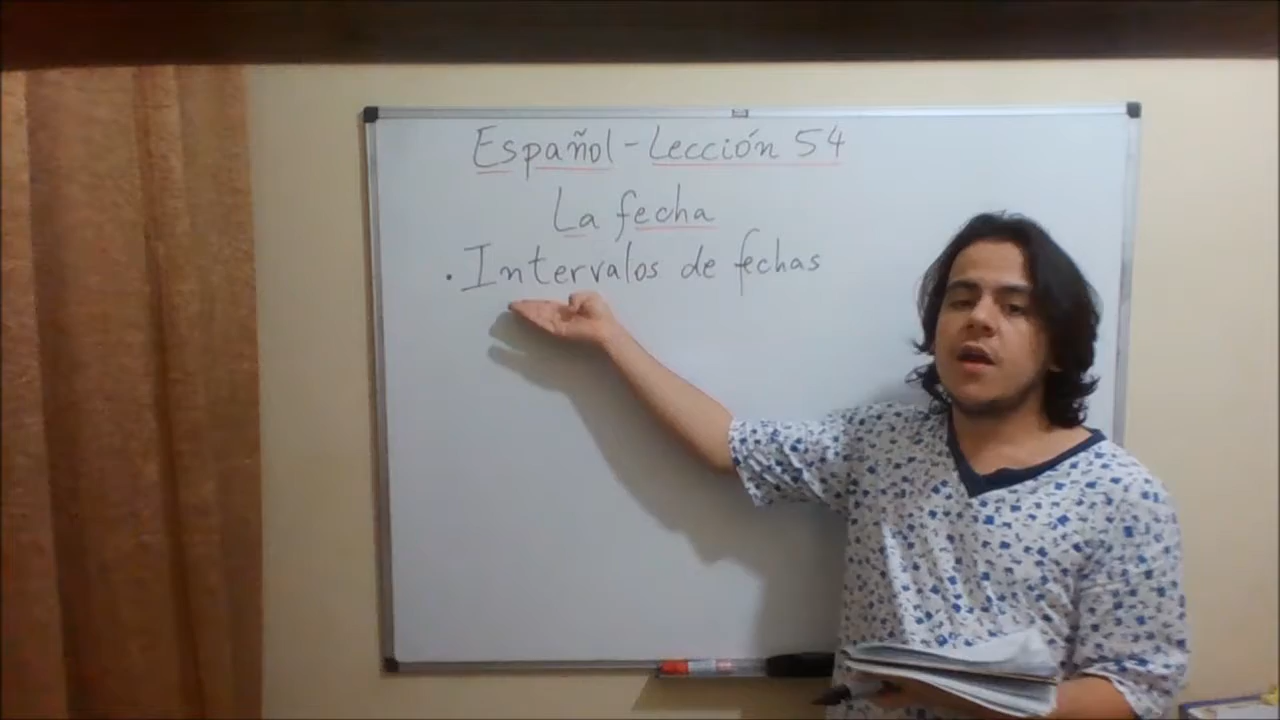 Español - Lección 54
La fecha
. Intervalos de fechas